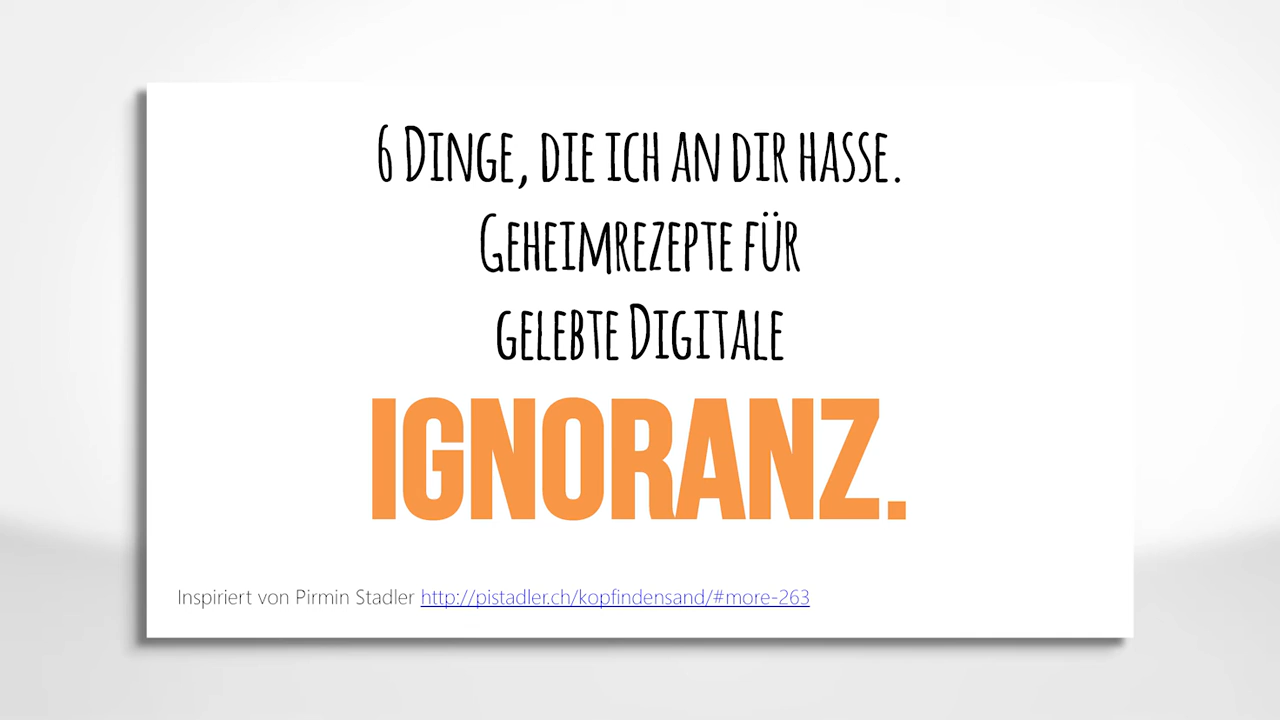 6 Dinge, die ich an dir hasse.
Geheimrezepte für
gelebte Digitale
IGNORANZ.
Inspiriert von Pirmin Stadler http://pistadler.ch/kopfindensand/#more-263